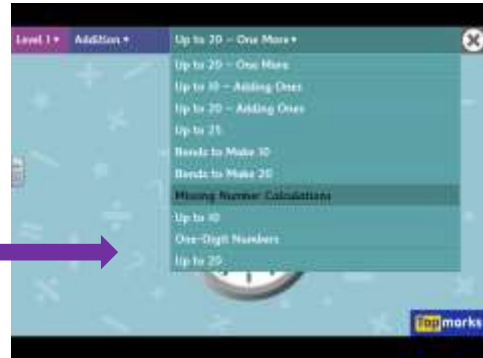 Level 1 Addition Up to 20 – One More
Up to 20 – One More
Up to 10 – Adding Ones
Up to 20 – Adding Ones
Up to 25
Bonds to Make 10
Bonds to Make 20
Missing Number Calculations
Up to 10
One-Digit Numbers
Up to 20
Topmarks